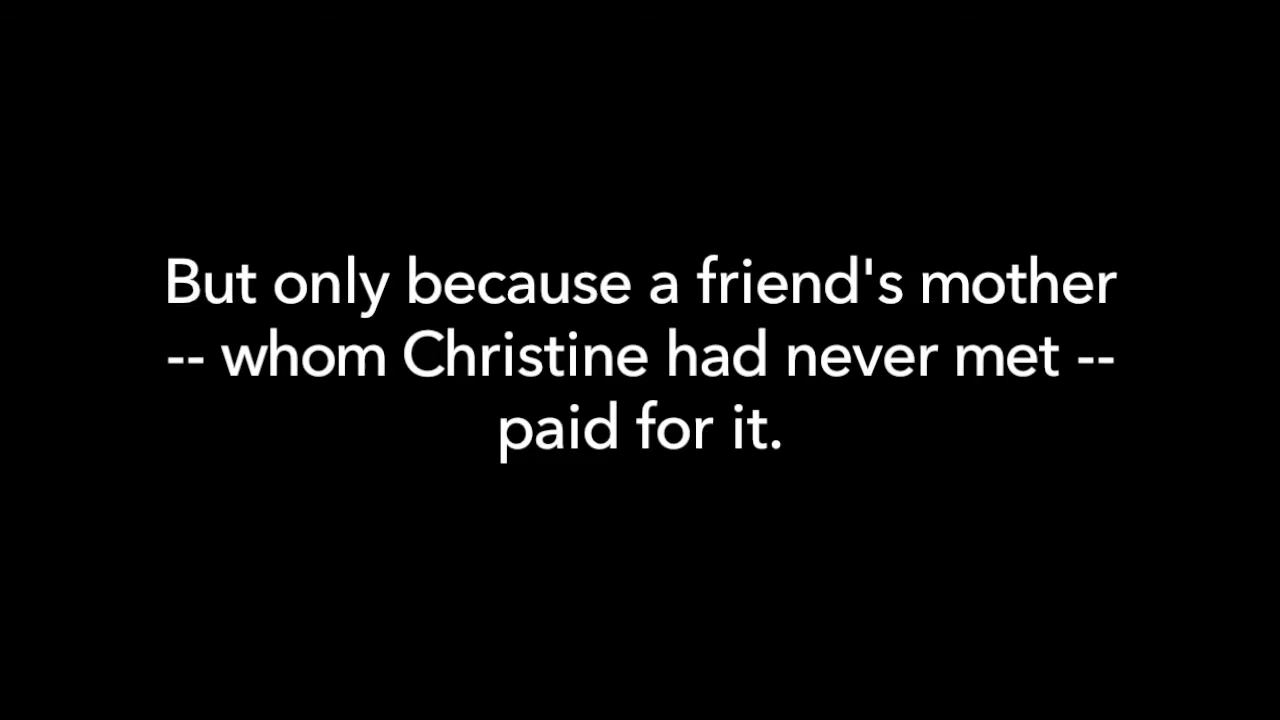 But only because a friend's mother
-- whom Christine had never met --
paid for it.